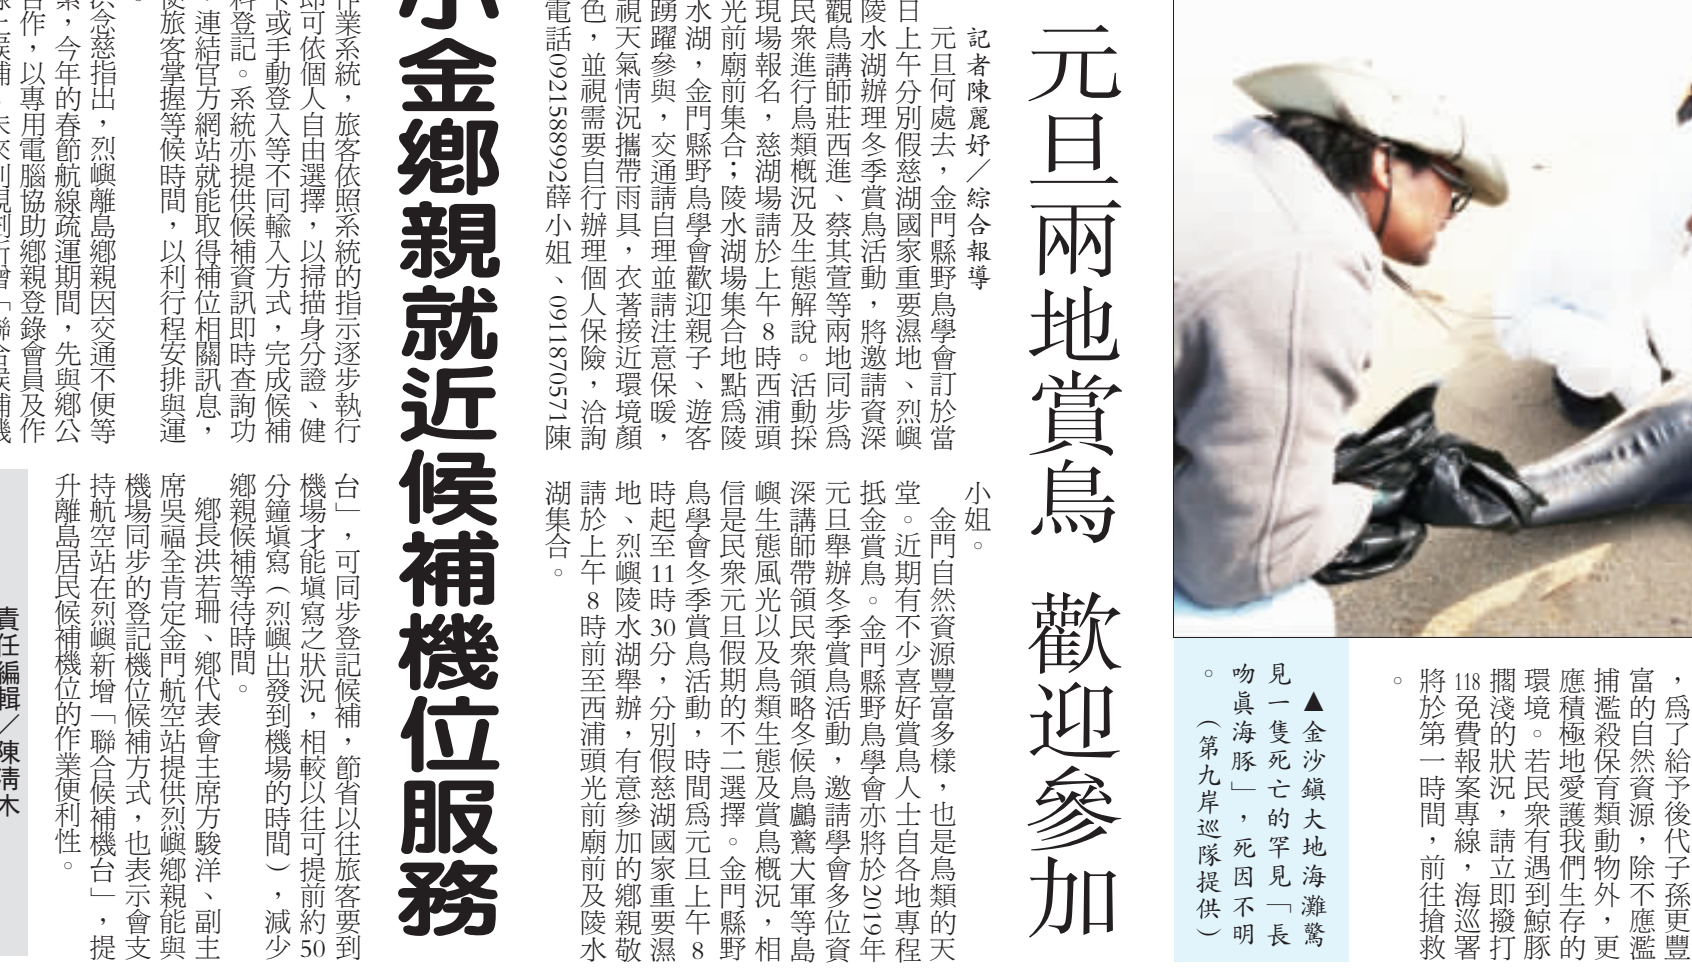 ，為了給予後代子孫更豐
富的自然資源，除不應濫
捕濫殺保育類動物外，更
應積極地愛護我們生存的
環境。若民眾有遇到鯨豚
擱淺的狀況，請立即撥打
118免費報案專線，海巡署
將於第一時間，前往搶救
。
▲金沙鎮大地海灘驚
見一隻死亡的罕見「長
吻真海豚」，死因不明
。（第九岸巡隊提供）
元旦兩地賞鳥 歡迎參加
記者陳麗妤／綜合報導
元旦何處去，金門縣野鳥學會訂於當
日上午分別假慈湖國家重要濕地、烈嶼
陵水湖辦理冬季賞鳥活動，將邀請資深
觀鳥講師莊西進、蔡其萱等兩地同步為
民眾進行鳥類概況及生態解說。活動採
現場報名，慈湖場請於上午8時西浦頭
光前廟前集合；陵水湖場集合地點為陵
水湖，金門縣野鳥學會歡迎親子、遊客
踴躍參與，交通請自理並請注意保暖，
視天氣情況攜帶雨具，衣著接近環境顏
色，並視需要自行辦理個人保險，洽詢
電話0921588992薛小姐、0911870571陳
小姐。
金門自然資源豐富多樣，也是鳥類的天
堂。近期有不少喜好賞鳥人士自各地專程
抵金賞鳥。金門縣野鳥學會亦將於2019年
元旦舉辦冬季賞鳥活動，邀請學會多位資
深講師帶領民眾領略冬候鳥鸕鶿大軍等島
嶼生態風光以及鳥類生態及賞鳥概況，相
信是民眾元旦假期的不二選擇。金門縣野
鳥學會冬季賞鳥活動，時間為元旦上午8
時起至11時30分，分別假慈湖國家重要濕
地、烈嶼陵水湖舉辦，有意參加的鄉親敬
請於上午8時前至西浦頭光前廟前及陵水
湖集合。
小金鄉親就近候補機位服務
作業系統，旅客依照系統的指示逐步執行
即可依個人自由選擇，以掃描身分證、健
卡或手動登入等不同輸入方式，完成候補
料登記。系統亦提供候補資訊即時查詢功
，連結官方網站就能取得補位相關訊息，
使旅客掌握等候時間，以利行程安排與運
。
洪念慈指出，烈嶼離島鄉親因交通不便等
素，今年的春節航線疏運期間，先與鄉公
合作，以專用電腦協助鄉親登錄會員及作
台」，可同步登記候補，節省以往旅客要到
機場才能填寫之狀況，相較以往可提前約50
分鐘填寫（烈嶼出發到機場的時間），減少
鄉親候補等待時間。
鄉長洪若珊、鄉代表會主席方駿洋、副主
席吳福全肯定金門航空站提供烈嶼鄉親能與
機場同步的登記機位候補方式，也表示會支
持航空站在烈嶼新增「聯合候補機台」，提
升離島居民候補機位的作業便利性。
責任編輯／陳清木